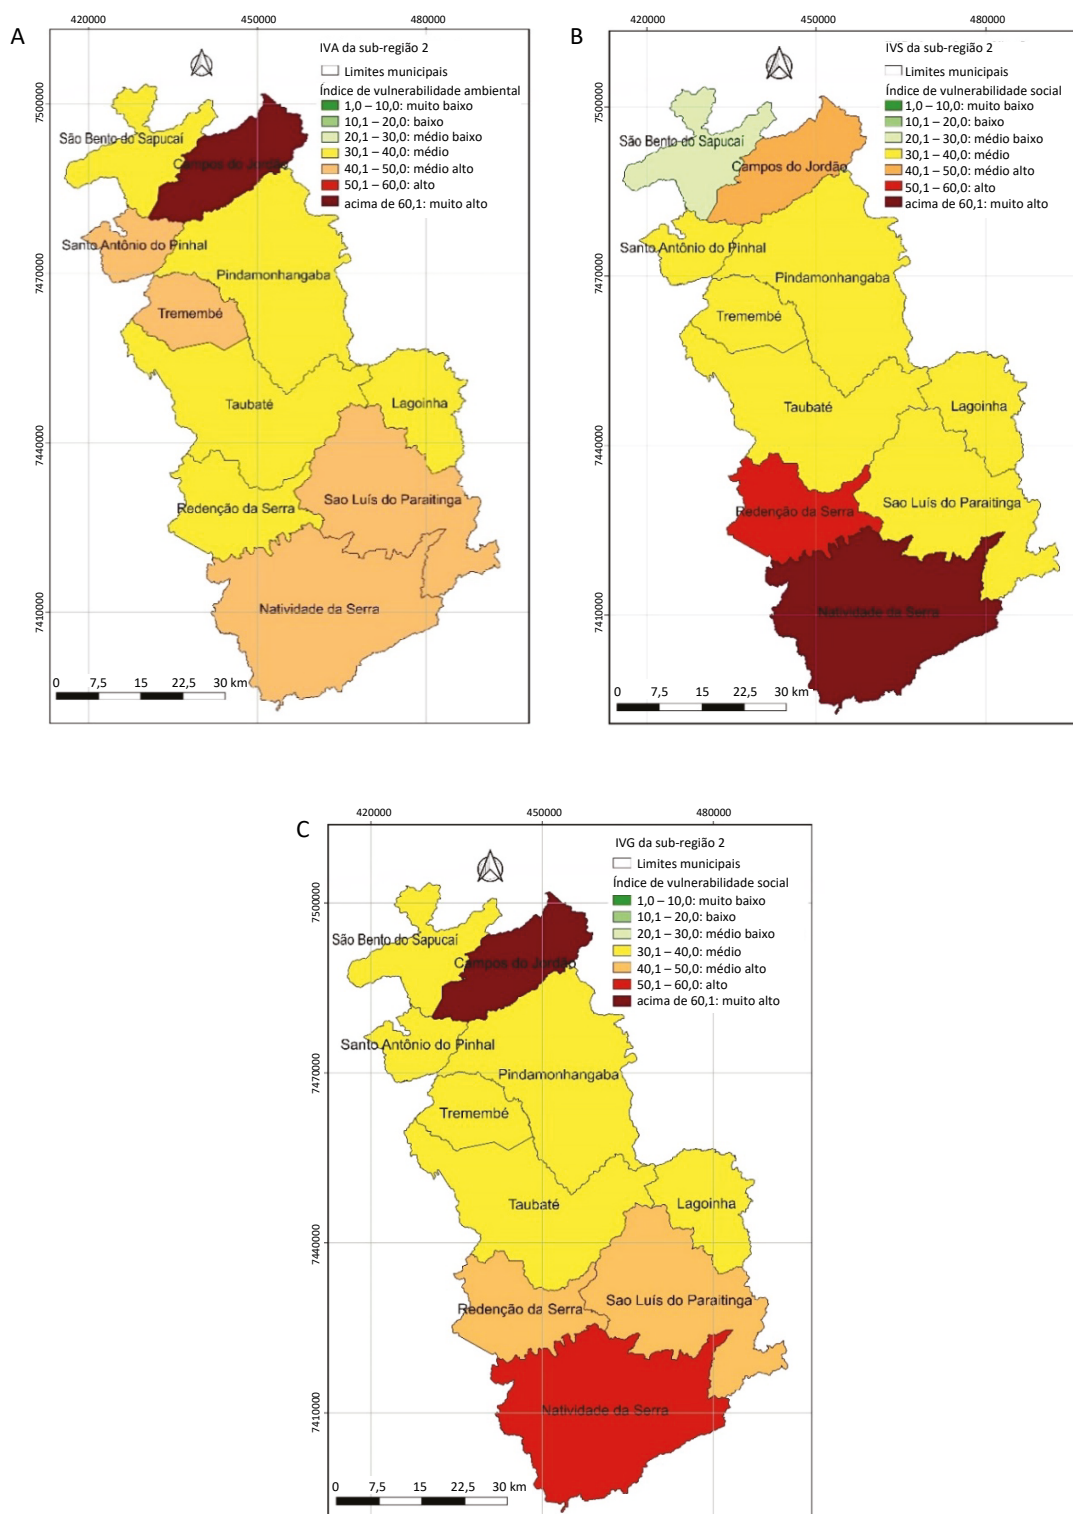 A
420000 450000 480000
IVA da sub-região 2
Limites municipais
Índice de vulnerabilidade ambiental
1,0 – 10,0: muito baixo
10,1 – 20,0: baixo
20,1 – 30,0: médio baixo
30,1 – 40,0: médio
40,1 – 50,0: médio alto
50,1 – 60,0: alto
acima de 60,1: muito alto
7500000
7470000
7440000
7410000
São Bento do Sapucaí
Campos do Jordão
Santo Antônio do Pinhal
Pindamonhangaba
Tremembé
Taubaté
Lagoinha
Sao Luís do Paraitinga
Redenção da Serra
Natividade da Serra
0 7,5 15 22,5 30 km
B
420000 450000 480000
IVS da sub-região 2
Limites municipais
Índice de vulnerabilidade social
1,0 – 10,0: muito baixo
10,1 – 20,0: baixo
20,1 – 30,0: médio baixo
30,1 – 40,0: médio
40,1 – 50,0: médio alto
50,1 – 60,0: alto
acima de 60,1: muito alto
7500000
7470000
7440000
7410000
São Bento do Sapucaí
Campos do Jordão
Santo Antônio do Pinhal
Pindamonhangaba
Tremembé
Taubaté
Lagoinha
Sao Luís do Paraitinga
Redenção da Serra
Natividade da Serra
0 7,5 15 22,5 30 km
C
420000 450000 480000
IVG da sub-região 2
Limites municipais
Índice de vulnerabilidade social
1,0 – 10,0: muito baixo
10,1 – 20,0: baixo
20,1 – 30,0: médio baixo
30,1 – 40,0: médio
40,1 – 50,0: médio alto
50,1 – 60,0: alto
acima de 60,1: muito alto
7500000
7470000
7440000
7410000
São Bento do Sapucaí
Campos do Jordão
Santo Antônio do Pinhal
Pindamonhangaba
Tremembé
Taubaté
Lagoinha
Sao Luís do Paraitinga
Redenção da Serra
Natividade da Serra
0 7,5 15 22,5 30 km